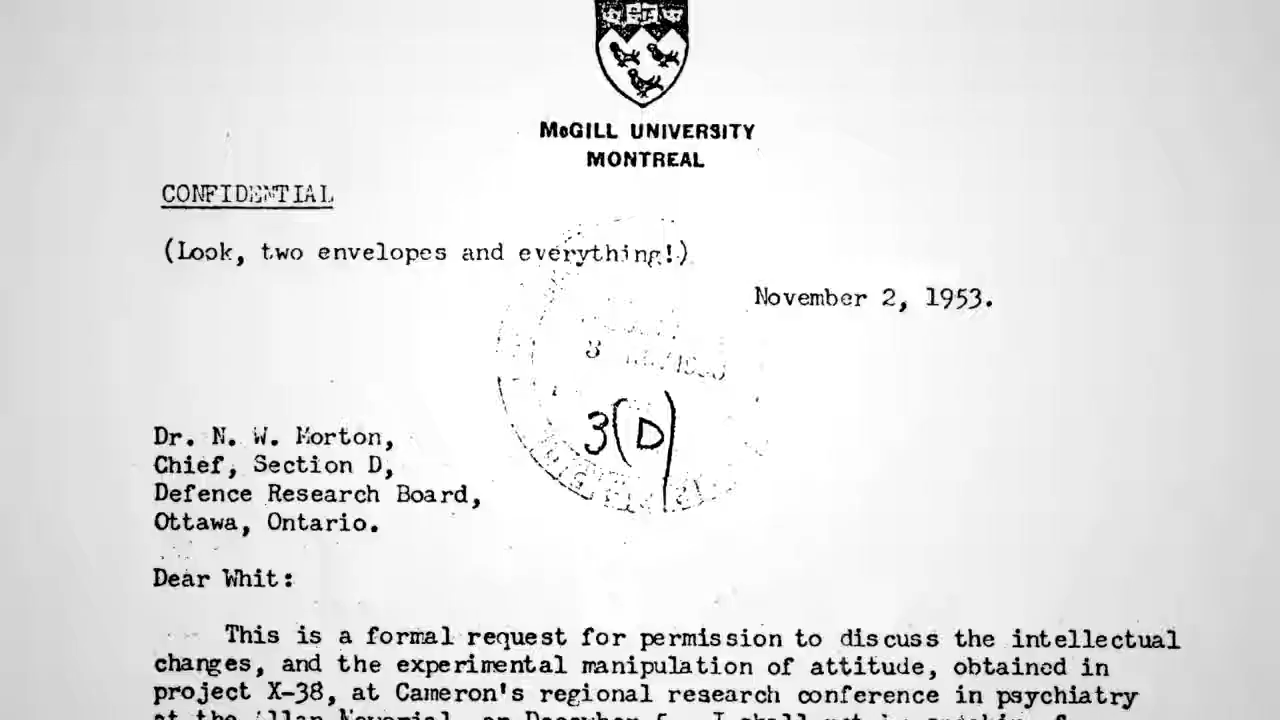 McGILL UNIVERSITY
MONTREAL
CONFIDENTIAL
(Look, two envelopes and everything!)
November 2, 1953.
3(D)
Dr. N. W. Morton,
Chief, Section D,
Defence Research Board,
Ottawa, Ontario.
Dear Whit:
This is a formal request for permission to discuss the intellectual
changes, and the experimental manipulation of attitude, obtained in
project X-38, at Cameron's regional research conference in psychiatry